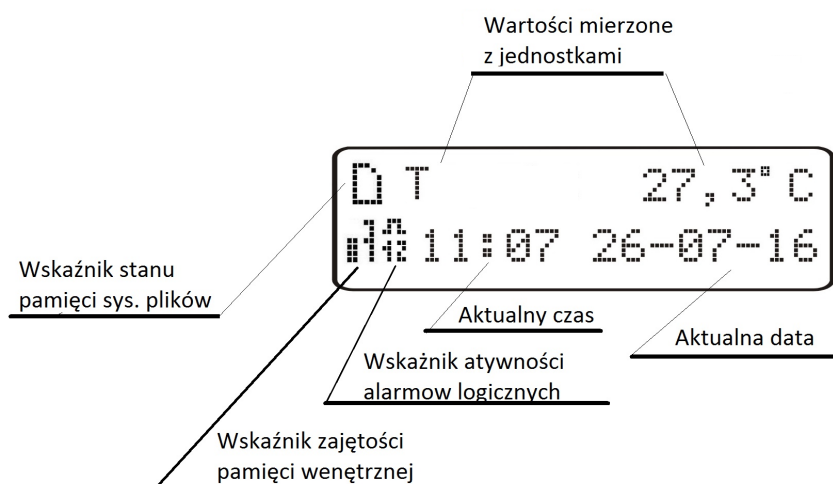 Wartości mierzone
z jednostkami
T 27,3° C
11:07 26-07-16
Wskaźnik stanu
pamięci sys. plików
Aktualny czas
Aktualna data
Wskażnik atywności
alarmow logicznych
Wskaźnik zajętości
pamięci wenętrznej